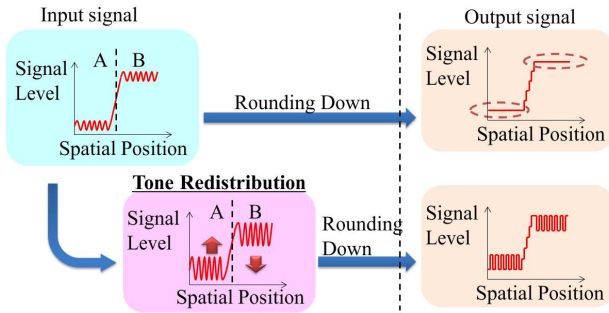 Input signal
Output signal
A B
Signal
Level
Spatial Position
Rounding Down
Signal
Level
Spatial Position
Tone Redistribution
A B
Signal
Level
Spatial Position
Rounding
Down
Signal
Level
Spatial Position